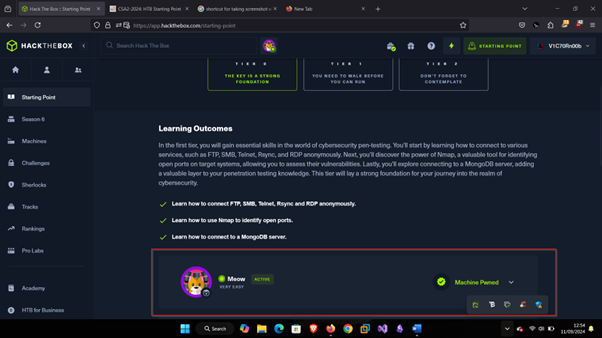 Hack The Box :: Starting Point
CSA2-2024: HTB Starting Point
shortcut for taking screenshot
New Tab
https://app.hackthebox.com/starting-point
HACKTHEBOX
Search Hack The Box
STARTING POINT
V1C70Rn00b
TIER 0
TIER 1
TIER 2
THE KEY IS A STRONG
FOUNDATION
YOU NEED TO WALK BEFORE
YOU CAN RUN
DON'T FORGET TO
CONTEMPLATE
Starting Point
Season 6
Machines
Challenges
Sherlocks
Tracks
Rankings
Pro Labs
Academy
HTB for Business
Learning Outcomes
In the first tier, you will gain essential skills in the world of cybersecurity pen-testing. You'll start by learning how to connect to various
services, such as FTP, SMB, Telnet, Rsync, and RDP anonymously. Next, you'll discover the power of Nmap, a valuable tool for identifying
open ports on target systems, allowing you to assess their vulnerabilities. Lastly, you'll explore connecting to a MongoDB server, adding
a valuable layer to your penetration testing knowledge. This tier will lay a strong foundation for your journey into the realm of
cybersecurity.
Learn how to connect FTP, SMB, Telnet, Rsync and RDP anonymously.
Learn how to use Nmap to identify open ports.
Learn how to connect to a MongoDB server.
Meow
ACTIVE
VERY EASY
Machine Pwned
Search
12:54
11/09/2024